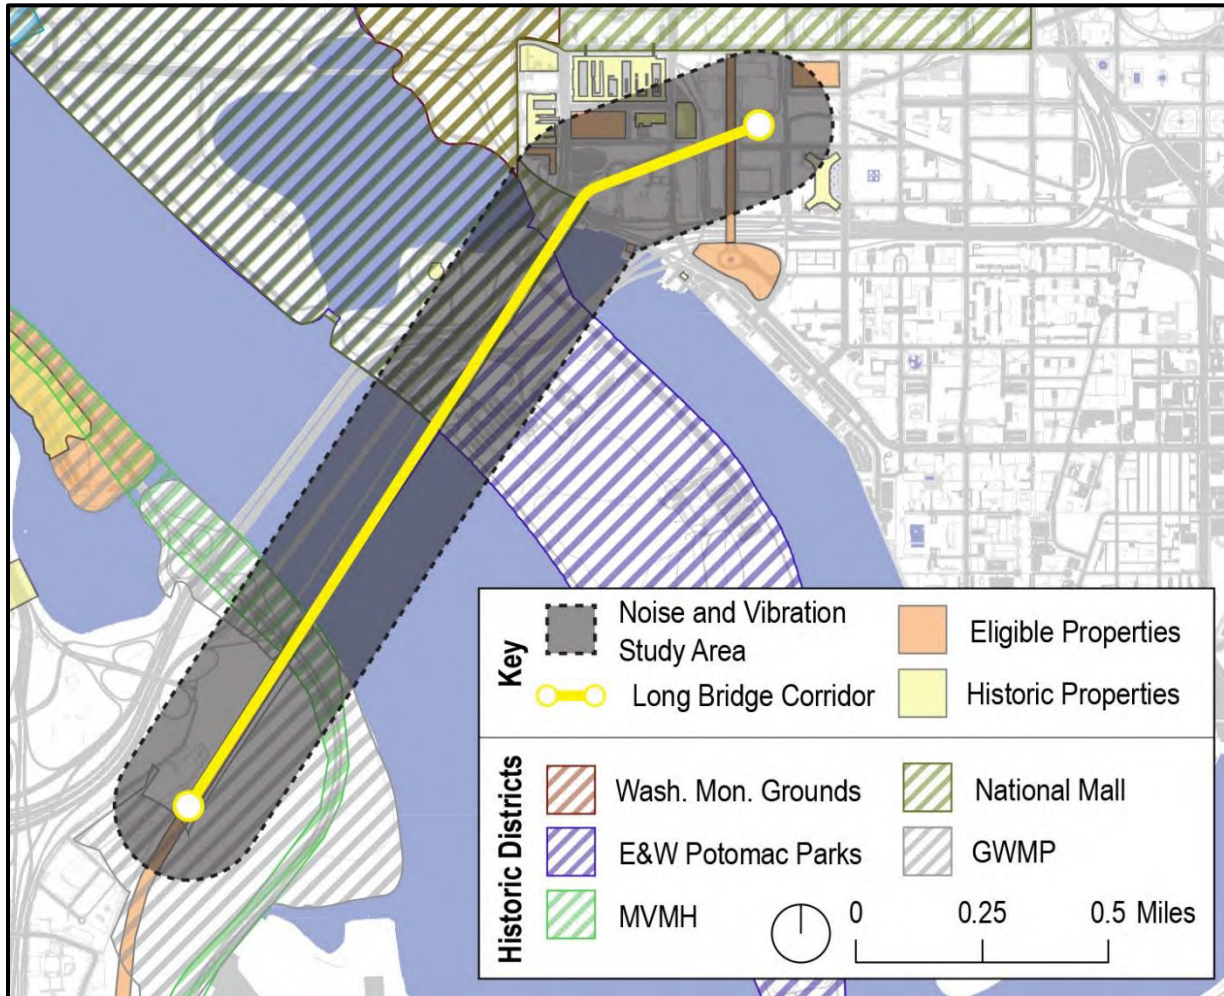 Key
Noise and Vibration
Study Area
Long Bridge Corridor
Eligible Properties
Historic Properties
Historic Districts
Wash. Mon. Grounds
E&W Potomac Parks
MVMH
National Mall
GWMP
0 0.25 0.5 Miles